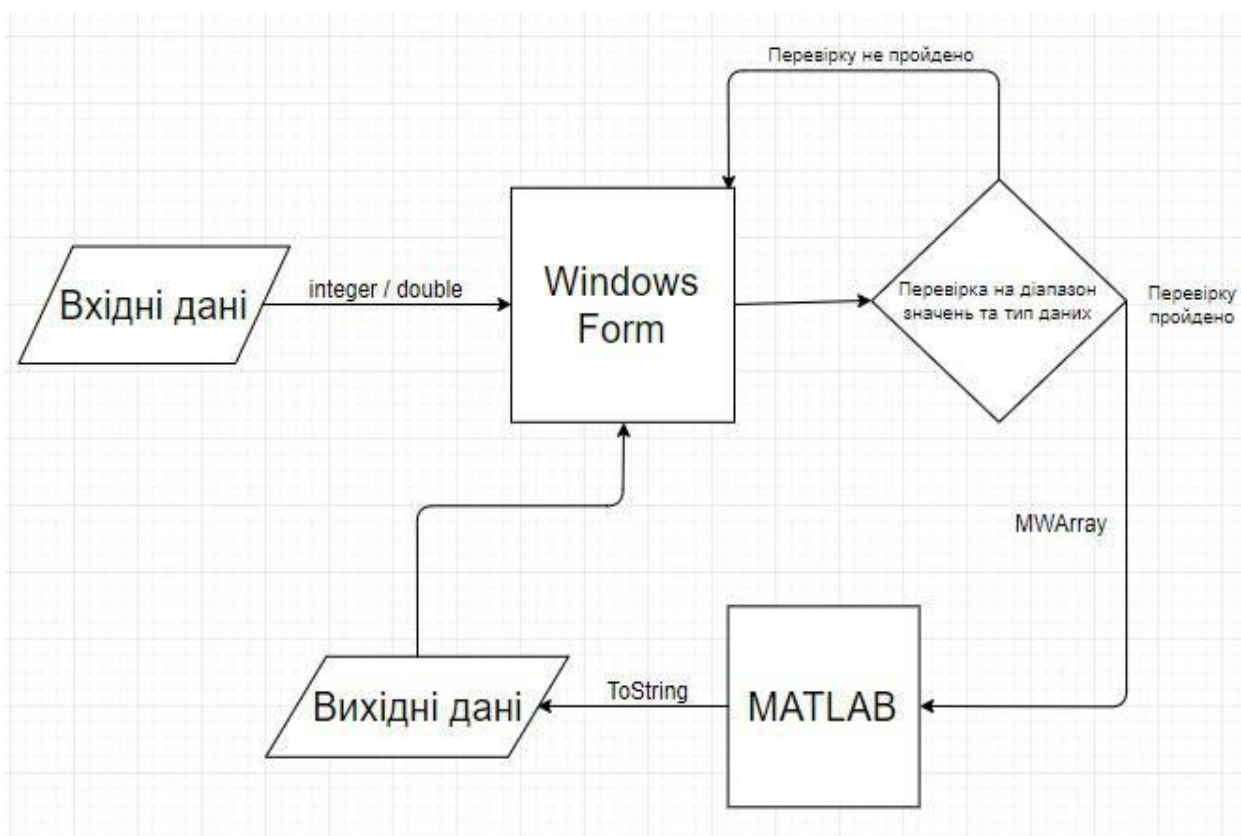 Перевірку не пройдено
Вхідні дані
integer / double
Windows
Form
Перевірка на діапазон
значень та тип даних
Перевірку
пройдено
MWArray
MATLAB
ToString
Вихідні дані